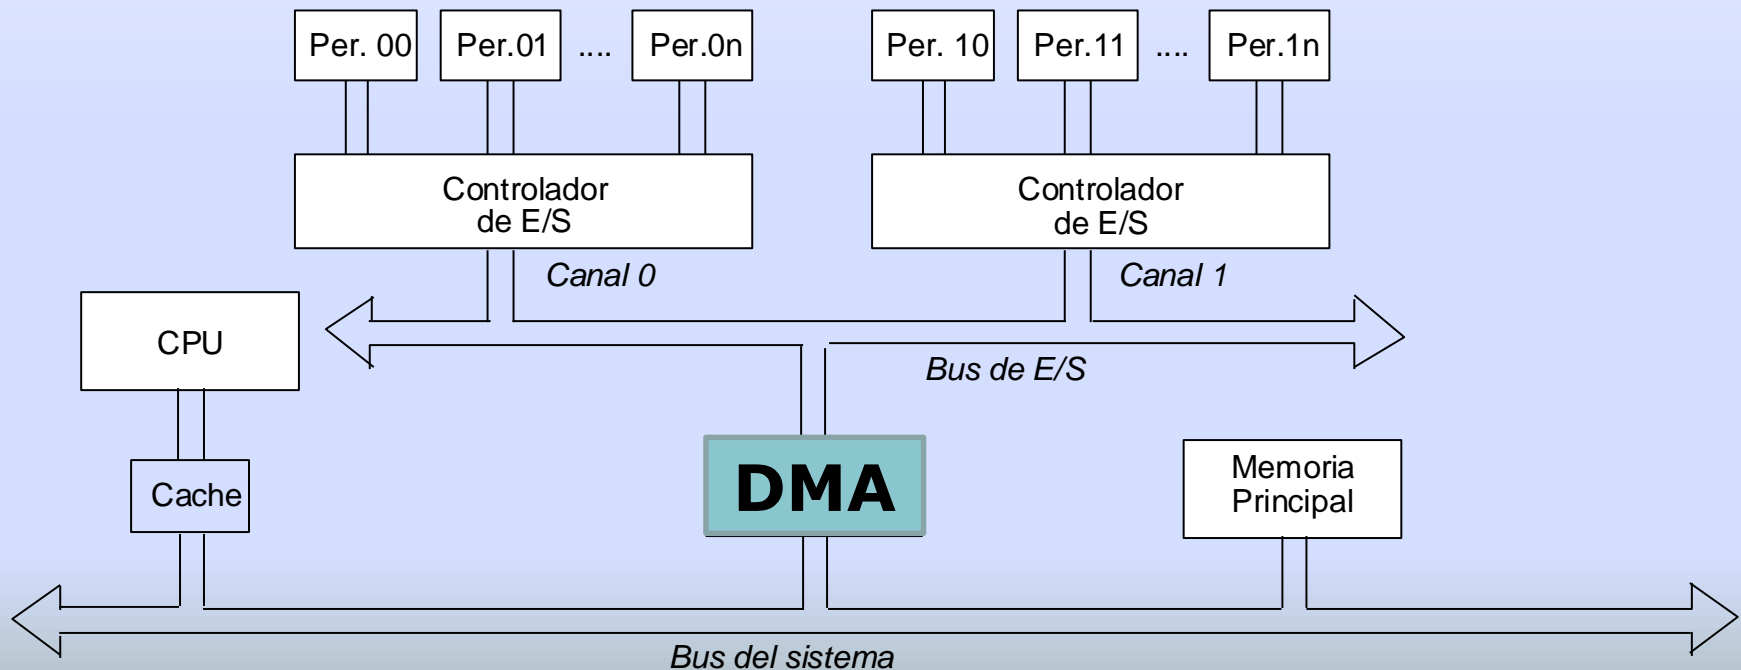 Per. 00 Per.01 .... Per.0n Per. 10 Per.11 .... Per.1n
Controlador
de E/S
Controlador
de E/S
Canal 0
Canal 1
CPU
Bus de E/S
Cache
DMA
Memoria
Principal
Bus del sistema